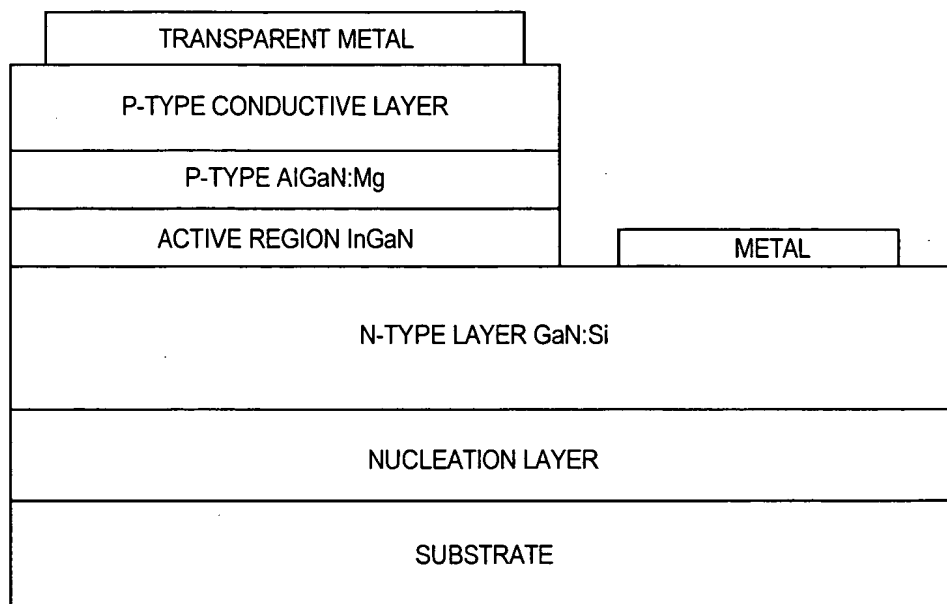 TRANSPARENT METAL
P-TYPE CONDUCTIVE LAYER
P-TYPE AlGaN:Mg
ACTIVE REGION InGaN
METAL
N-TYPE LAYER GaN:Si
NUCLEATION LAYER
SUBSTRATE